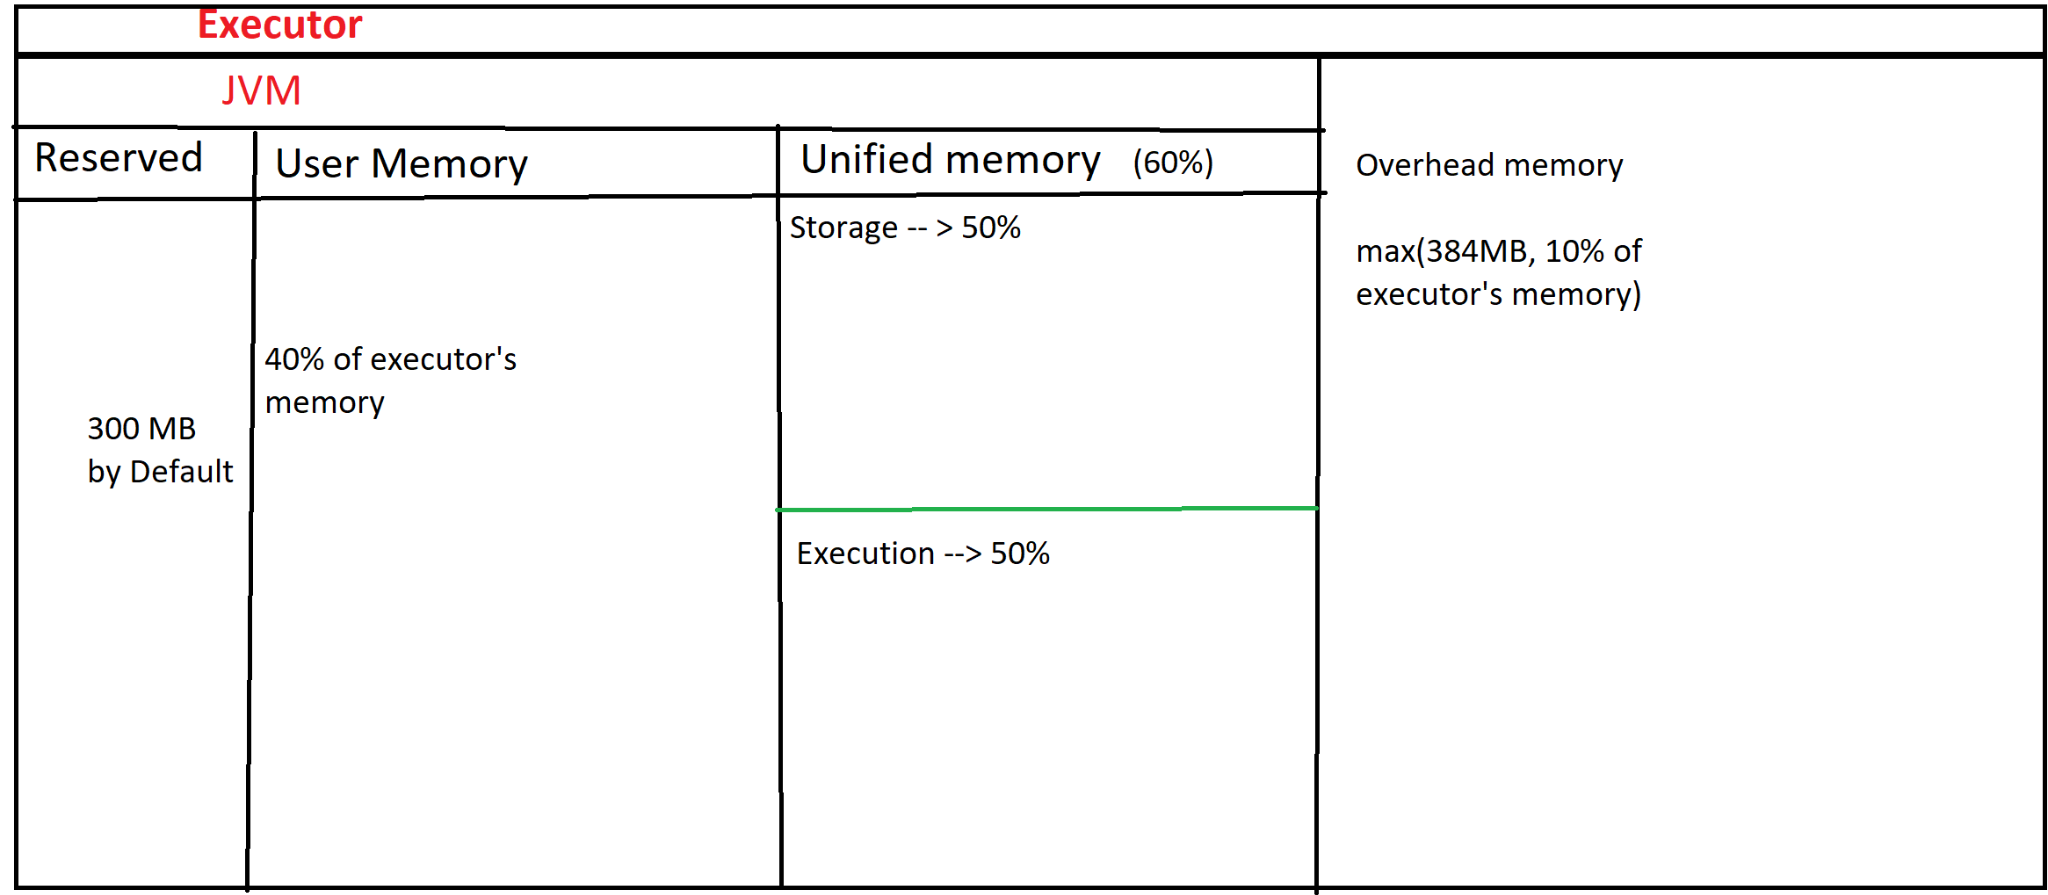 Executor
JVM
Reserved
User Memory
Unified memory (60%)
Overhead memory
Storage -- > 50%
max(384MB, 10% of
executor's memory)
40% of executor's
memory
300 MB
by Default
Execution --> 50%